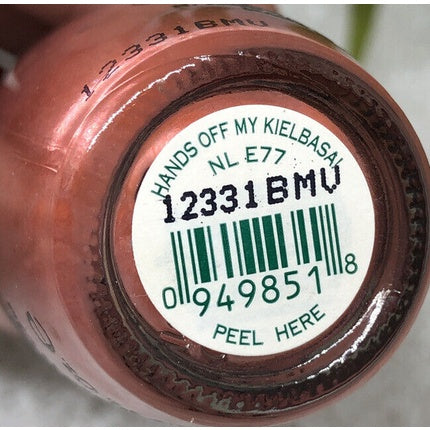 12331BMV
HANDS OFF MY KIELBASA!
NL E77
12331BMV
0 949851 8
PEEL HERE